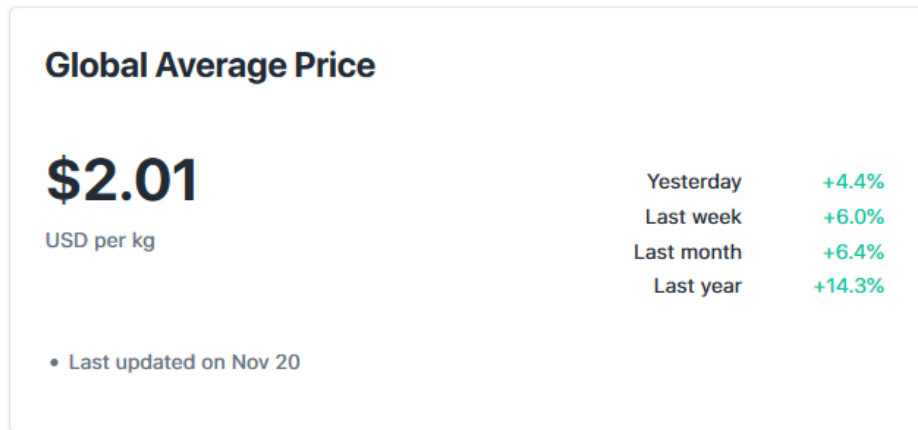 Global Average Price
$2.01
USD per kg
Yesterday +4.4%
Last week +6.0%
Last month +6.4%
Last year +14.3%
• Last updated on Nov 20